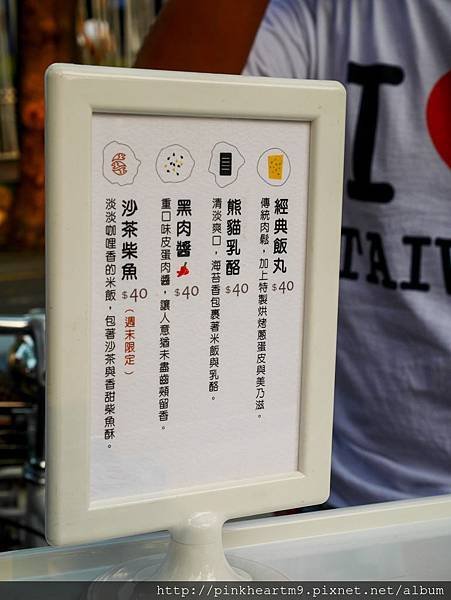 經典飯丸 $40
傳統肉鬆，加上特製烘烤蔥蛋皮與美乃滋。
熊貓乳酪 $40
清淡爽口，海苔香包裹著米飯與乳酪。
黑肉醬 $40
重口味皮蛋肉醬，讓人意猶未盡齒頰留香。
沙茶柴魚 $40 (週末限定)
淡淡咖哩香的米飯，包著沙茶與香甜柴魚酥。
I
TAIW
http://pinkheartm9.pixnet.net/album